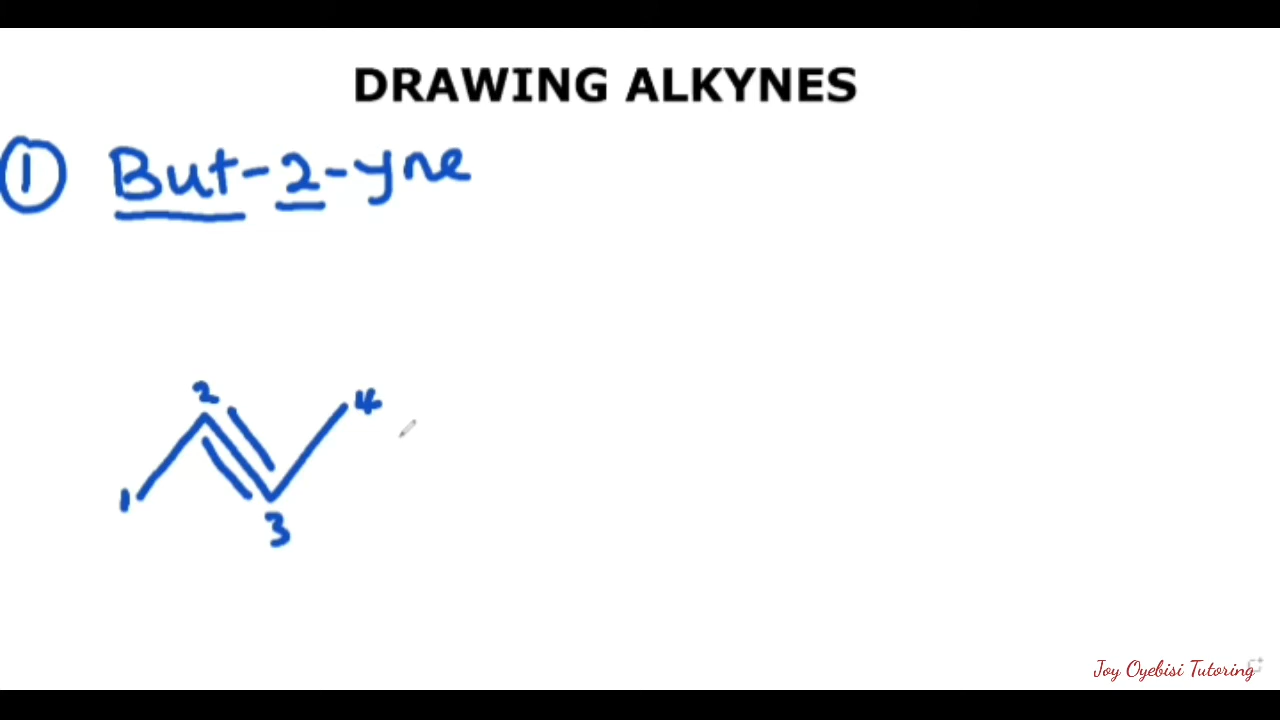 DRAWING ALKYNES
① But-2-yne
2
4
1
3
Joy Oyebisi Tutoring